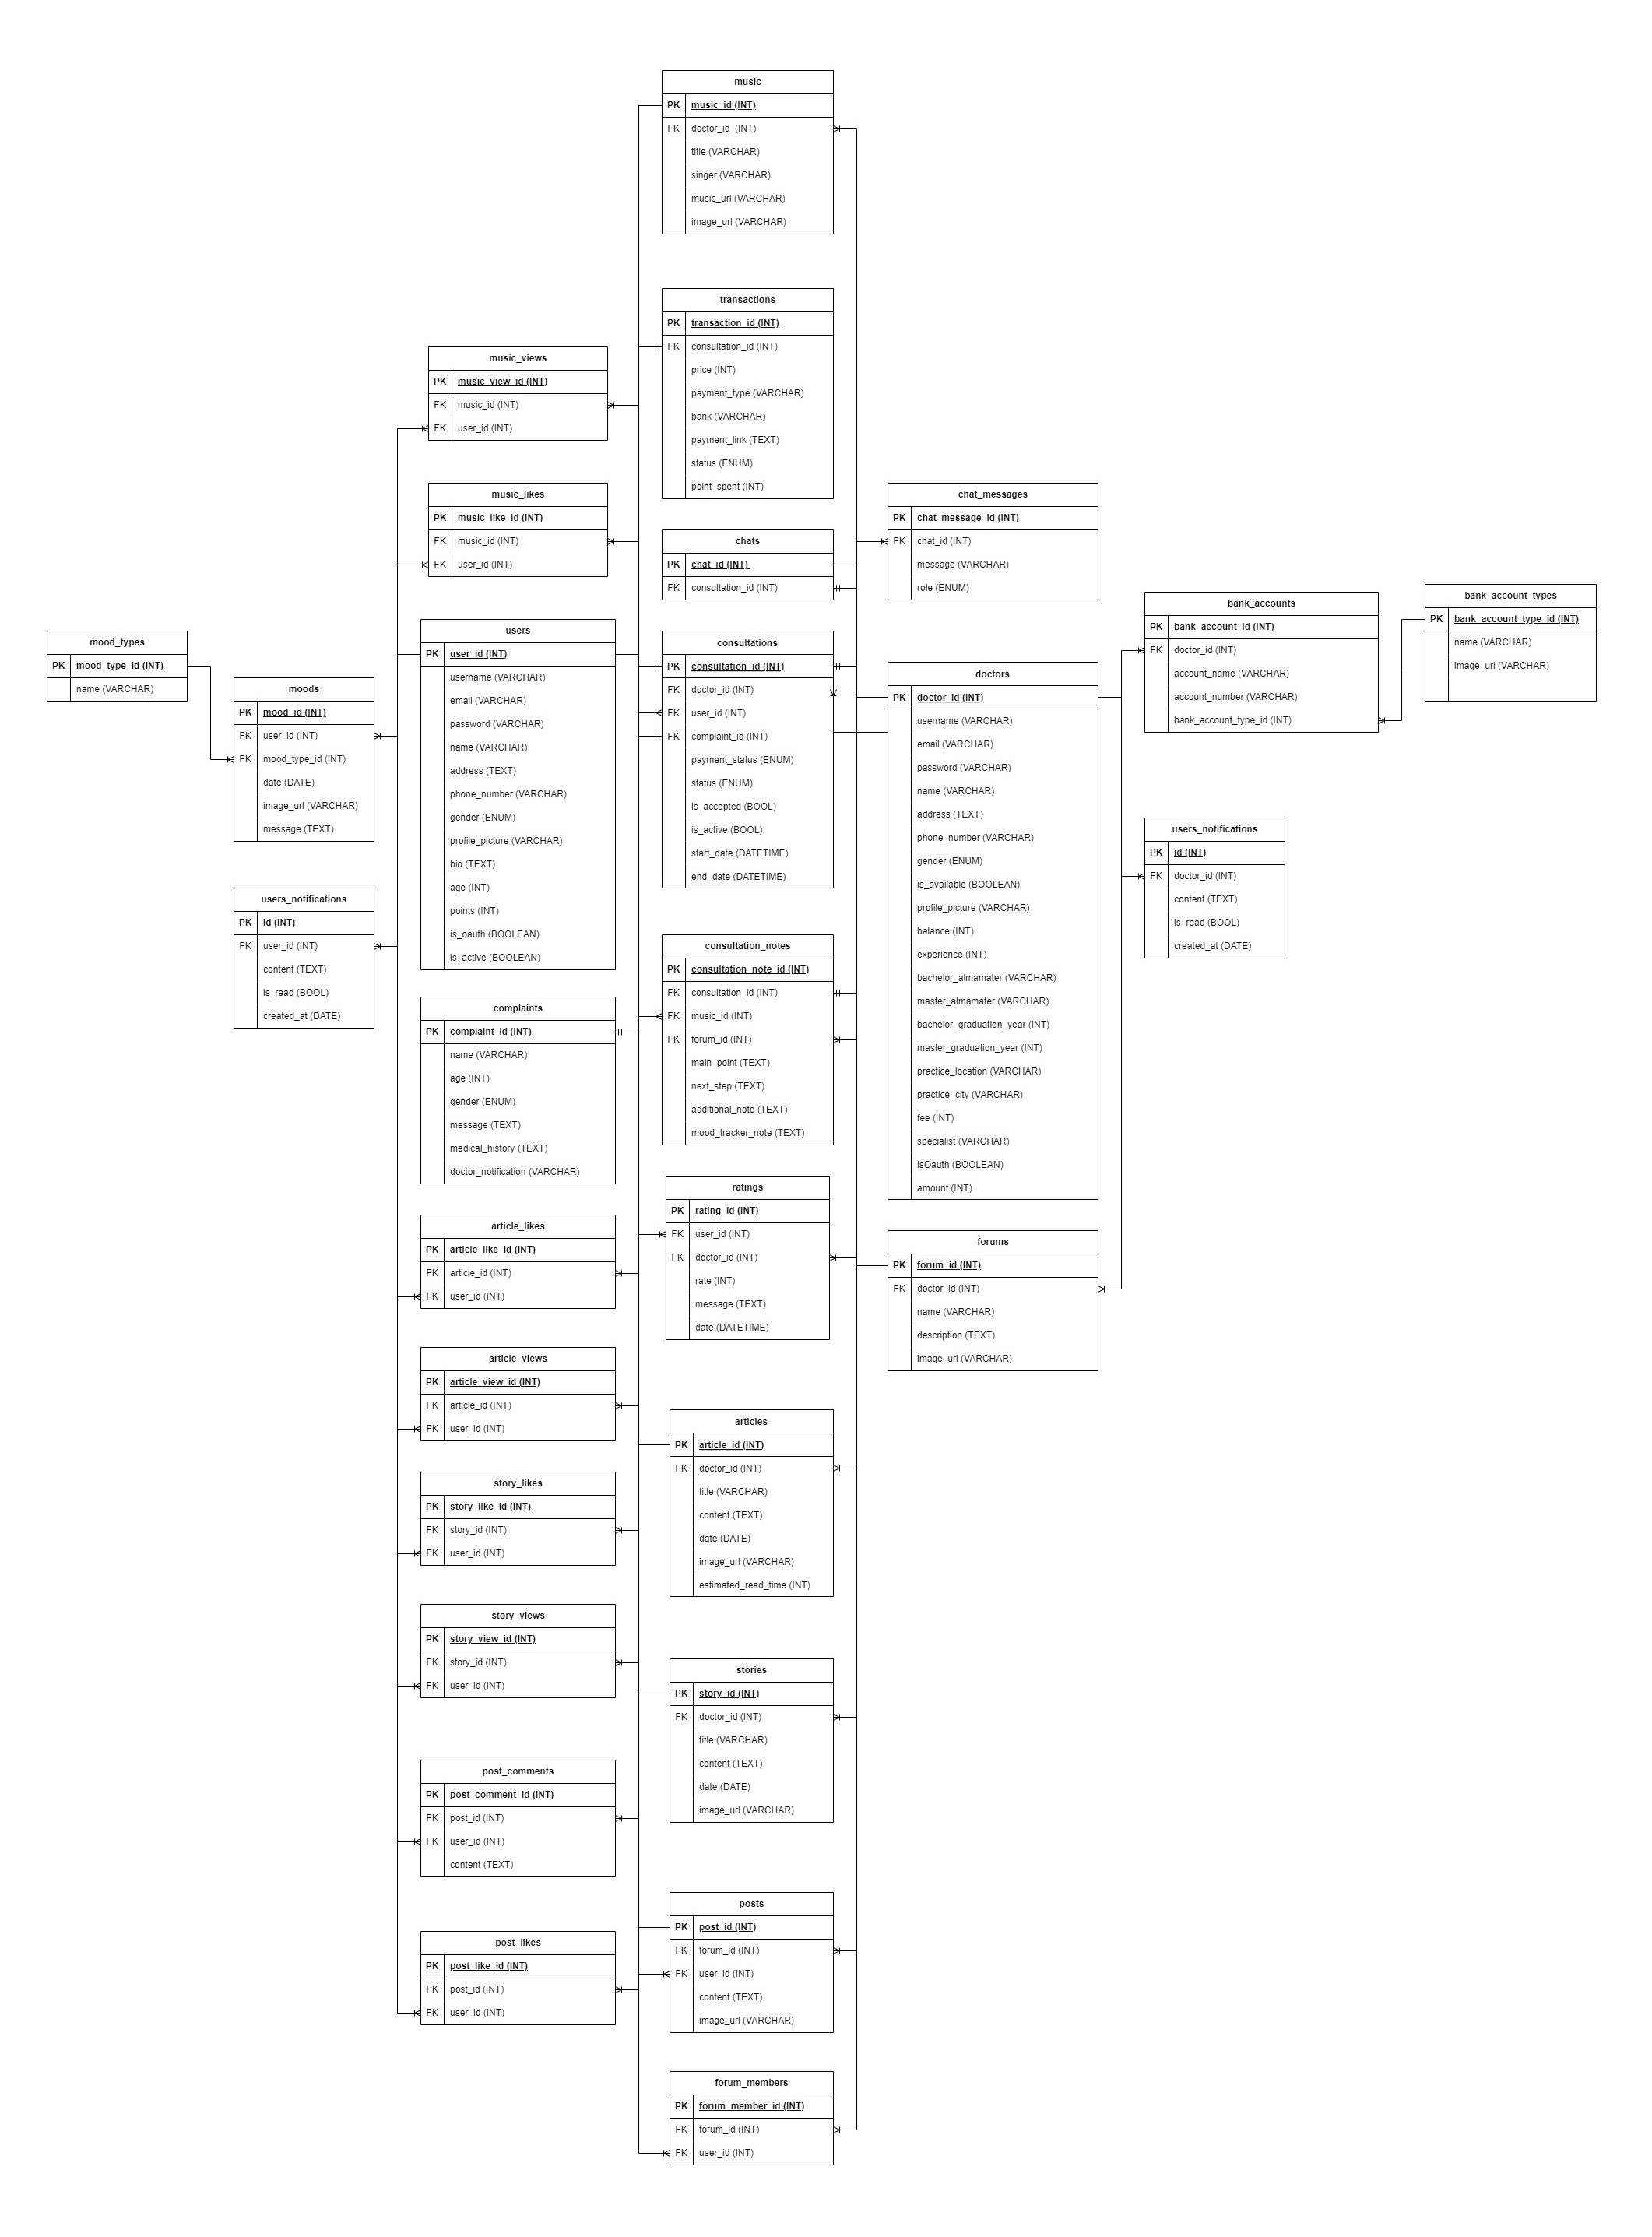 music
PK music_id (INT)
FK doctor_id (INT)
title (VARCHAR)
singer (VARCHAR)
music_url (VARCHAR)
image_url (VARCHAR)
transactions
PK transaction_id (INT)
FK consultation_id (INT)
price (INT)
payment_type (VARCHAR)
bank (VARCHAR)
payment_link (TEXT)
status (ENUM)
point_spent (INT)
music_views
PK music_view_id (INT)
FK music_id (INT)
FK user_id (INT)
music_likes
PK music_like_id (INT)
FK music_id (INT)
FK user_id (INT)
chats
PK chat_id (INT)
FK consultation_id (INT)
chat_messages
PK chat_message_id (INT)
FK chat_id (INT)
message (VARCHAR)
role (ENUM)
bank_accounts
PK bank_account_id (INT)
FK doctor_id (INT)
account_name (VARCHAR)
account_number (VARCHAR)
bank_account_type_id (INT)
bank_account_types
PK bank_account_type_id (INT)
name (VARCHAR)
image_url (VARCHAR)
mood_types
PK mood_type_id (INT)
name (VARCHAR)
moods
PK mood_id (INT)
FK user_id (INT)
FK mood_type_id (INT)
date (DATE)
image_url (VARCHAR)
message (TEXT)
users
PK user_id (INT)
username (VARCHAR)
email (VARCHAR)
password (VARCHAR)
name (VARCHAR)
address (TEXT)
phone_number (VARCHAR)
gender (ENUM)
profile_picture (VARCHAR)
bio (TEXT)
age (INT)
points (INT)
is_oauth (BOOLEAN)
is_active (BOOLEAN)
consultations
PK consultation_id (INT)
FK doctor_id (INT)
FK user_id (INT)
FK complaint_id (INT)
payment_status (ENUM)
status (ENUM)
is_accepted (BOOL)
is_active (BOOL)
start_date (DATETIME)
end_date (DATETIME)
doctors
PK doctor_id (INT)
username (VARCHAR)
email (VARCHAR)
password (VARCHAR)
name (VARCHAR)
address (TEXT)
phone_number (VARCHAR)
gender (ENUM)
is_available (BOOLEAN)
profile_picture (VARCHAR)
balance (INT)
experience (INT)
bachelor_almamater (VARCHAR)
master_almamater (VARCHAR)
bachelor_graduation_year (INT)
master_graduation_year (INT)
practice_location (VARCHAR)
practice_city (VARCHAR)
fee (INT)
specialist (VARCHAR)
isOauth (BOOLEAN)
amount (INT)
users_notifications
PK id (INT)
FK doctor_id (INT)
content (TEXT)
is_read (BOOL)
created_at (DATE)
users_notifications
PK id (INT)
FK user_id (INT)
content (TEXT)
is_read (BOOL)
created_at (DATE)
complaints
PK complaint_id (INT)
name (VARCHAR)
age (INT)
gender (ENUM)
message (TEXT)
medical_history (TEXT)
doctor_notification (VARCHAR)
consultation_notes
PK consultation_note_id (INT)
FK consultation_id (INT)
FK music_id (INT)
FK forum_id (INT)
main_point (TEXT)
next_step (TEXT)
additional_note (TEXT)
mood_tracker_note (TEXT)
article_likes
PK article_like_id (INT)
FK article_id (INT)
FK user_id (INT)
ratings
PK rating_id (INT)
FK user_id (INT)
FK doctor_id (INT)
rate (INT)
message (TEXT)
date (DATETIME)
forums
PK forum_id (INT)
FK doctor_id (INT)
name (VARCHAR)
description (TEXT)
image_url (VARCHAR)
article_views
PK article_view_id (INT)
FK article_id (INT)
FK user_id (INT)
articles
PK article_id (INT)
FK doctor_id (INT)
title (VARCHAR)
content (TEXT)
date (DATE)
image_url (VARCHAR)
estimated_read_time (INT)
story_likes
PK story_like_id (INT)
FK story_id (INT)
FK user_id (INT)
story_views
PK story_view_id (INT)
FK story_id (INT)
FK user_id (INT)
stories
PK story_id (INT)
FK doctor_id (INT)
title (VARCHAR)
content (TEXT)
date (DATE)
image_url (VARCHAR)
post_comments
PK post_comment_id (INT)
FK post_id (INT)
FK user_id (INT)
content (TEXT)
posts
PK post_id (INT)
FK forum_id (INT)
FK user_id (INT)
content (TEXT)
image_url (VARCHAR)
post_likes
PK post_like_id (INT)
FK post_id (INT)
FK user_id (INT)
forum_members
PK forum_member_id (INT)
FK forum_id (INT)
FK user_id (INT)